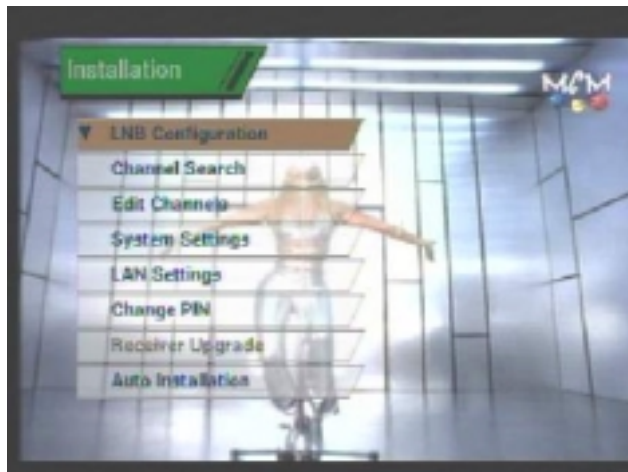 Installation
MCM
LNB Configuration
Channel Search
Edit Channels
System Settings
LAN Settings
Change PIN
Receiver Upgrade
Auto Installation